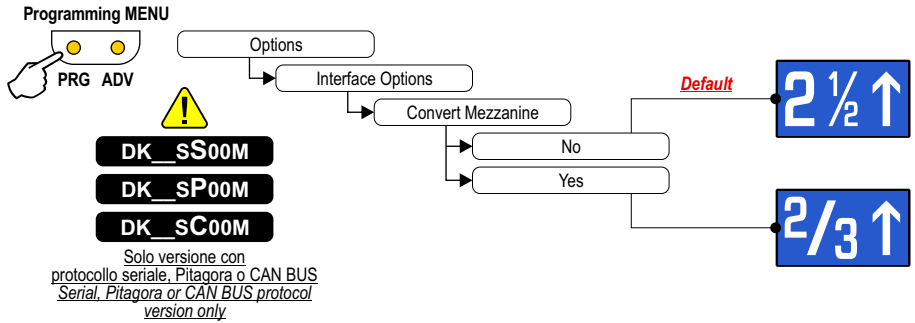 Programming MENU
PRG ADV
Options
Interface Options
Convert Mezzanine
No
Yes
Default
2 ½ ↑
2/3 ↑
!
DK__sS00M
DK__sP00M
DK__sC00M
Solo versione con
protocollo seriale, Pitagora o CAN BUS
Serial, Pitagora or CAN BUS protocol
version only